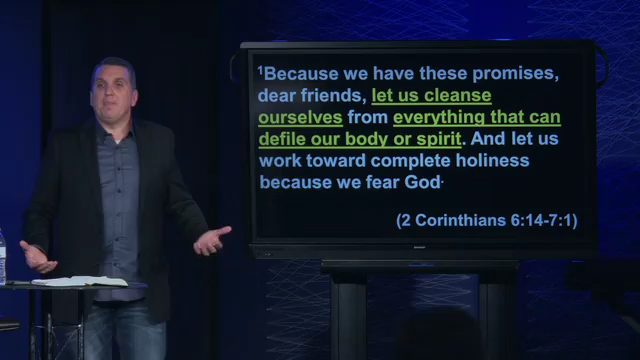 ¹Because we have these promises,
dear friends, let us cleanse
ourselves from everything that can
defile our body or spirit. And let us
work toward complete holiness
because we fear God.
(2 Corinthians 6:14-7:1)